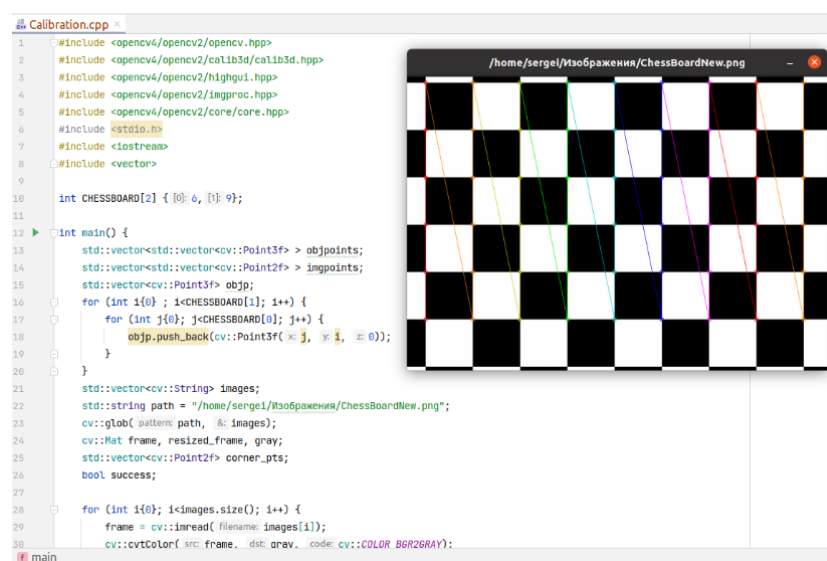 Calibration.cpp ×
1 #include <opencv4/opencv2/opencv.hpp>
2 #include <opencv4/opencv2/calib3d/calib3d.hpp>
3 #include <opencv4/opencv2/highgui.hpp>
4 #include <opencv4/opencv2/imgproc.hpp>
5 #include <opencv4/opencv2/core/core.hpp>
6 #include <stdio.h>
7 #include <iostream>
8 #include <vector>
9
10 int CHESSBOARD[2] { [0]: 6, [1]: 9};
11
12 int main() {
13 std::vector<std::vector<cv::Point3f> > objpoints;
14 std::vector<std::vector<cv::Point2f> > imgpoints;
15 std::vector<cv::Point3f> objp;
16 for (int i{0} ; i<CHESSBOARD[1]; i++) {
17 for (int j{0}; j<CHESSBOARD[0]; j++) {
18 objp.push_back(cv::Point3f( x: j, y: i, z: 0));
19 }
20 }
21 std::vector<cv::String> images;
22 std::string path = "/home/sergei/Изображения/ChessBoardNew.png";
23 cv::glob( pattern: path, &: images);
24 cv::Mat frame, resized_frame, gray;
25 std::vector<cv::Point2f> corner_pts;
26 bool success;
27
28 for (int i{0}; i<images.size(); i++) {
29 frame = cv::imread( filename: images[i]);
30 cv::cvtColor( src: frame, dst: gray, code: cv::COLOR_BGR2GRAY);
f main
/home/sergei/Изображения/ChessBoardNew.png